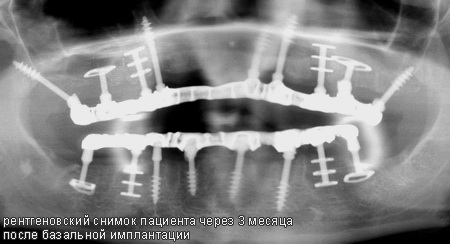 рентгеновский снимок пациента через 3 месяца
после базальной имплантации